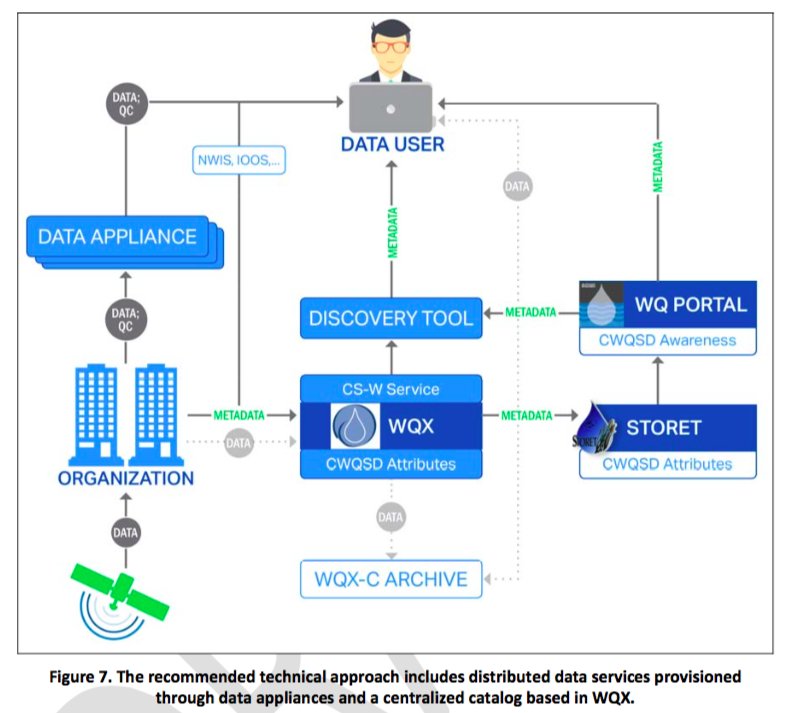 DATA;
QC
DATA USER
NWIS, IOOS,...
METADATA
DATA
METADATA
DATA APPLIANCE
DATA;
QC
DISCOVERY TOOL
METADATA
WQ PORTAL
CWQSD Awareness
CS-W Service
METADATA
WQX
METADATA
STORET
STORET
DATA
CWQSD Attributes
CWQSD Attributes
ORGANIZATION
DATA
DATA
WQX-C ARCHIVE
Figure 7. The recommended technical approach includes distributed data services provisioned
through data appliances and a centralized catalog based in WQX.